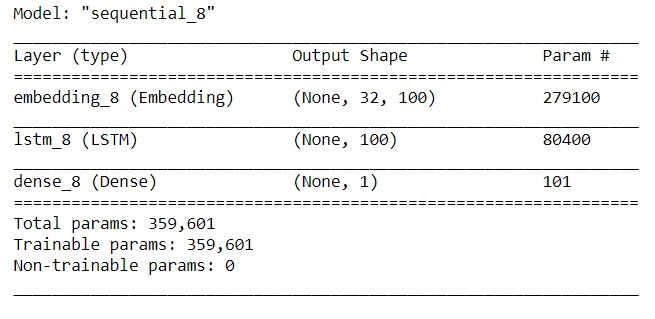 Model: "sequential_8"
Layer (type) Output Shape Param #
embedding_8 (Embedding) (None, 32, 100) 279100
lstm_8 (LSTM) (None, 100) 80400
dense_8 (Dense) (None, 1) 101
Total params: 359,601
Trainable params: 359,601
Non-trainable params: 0